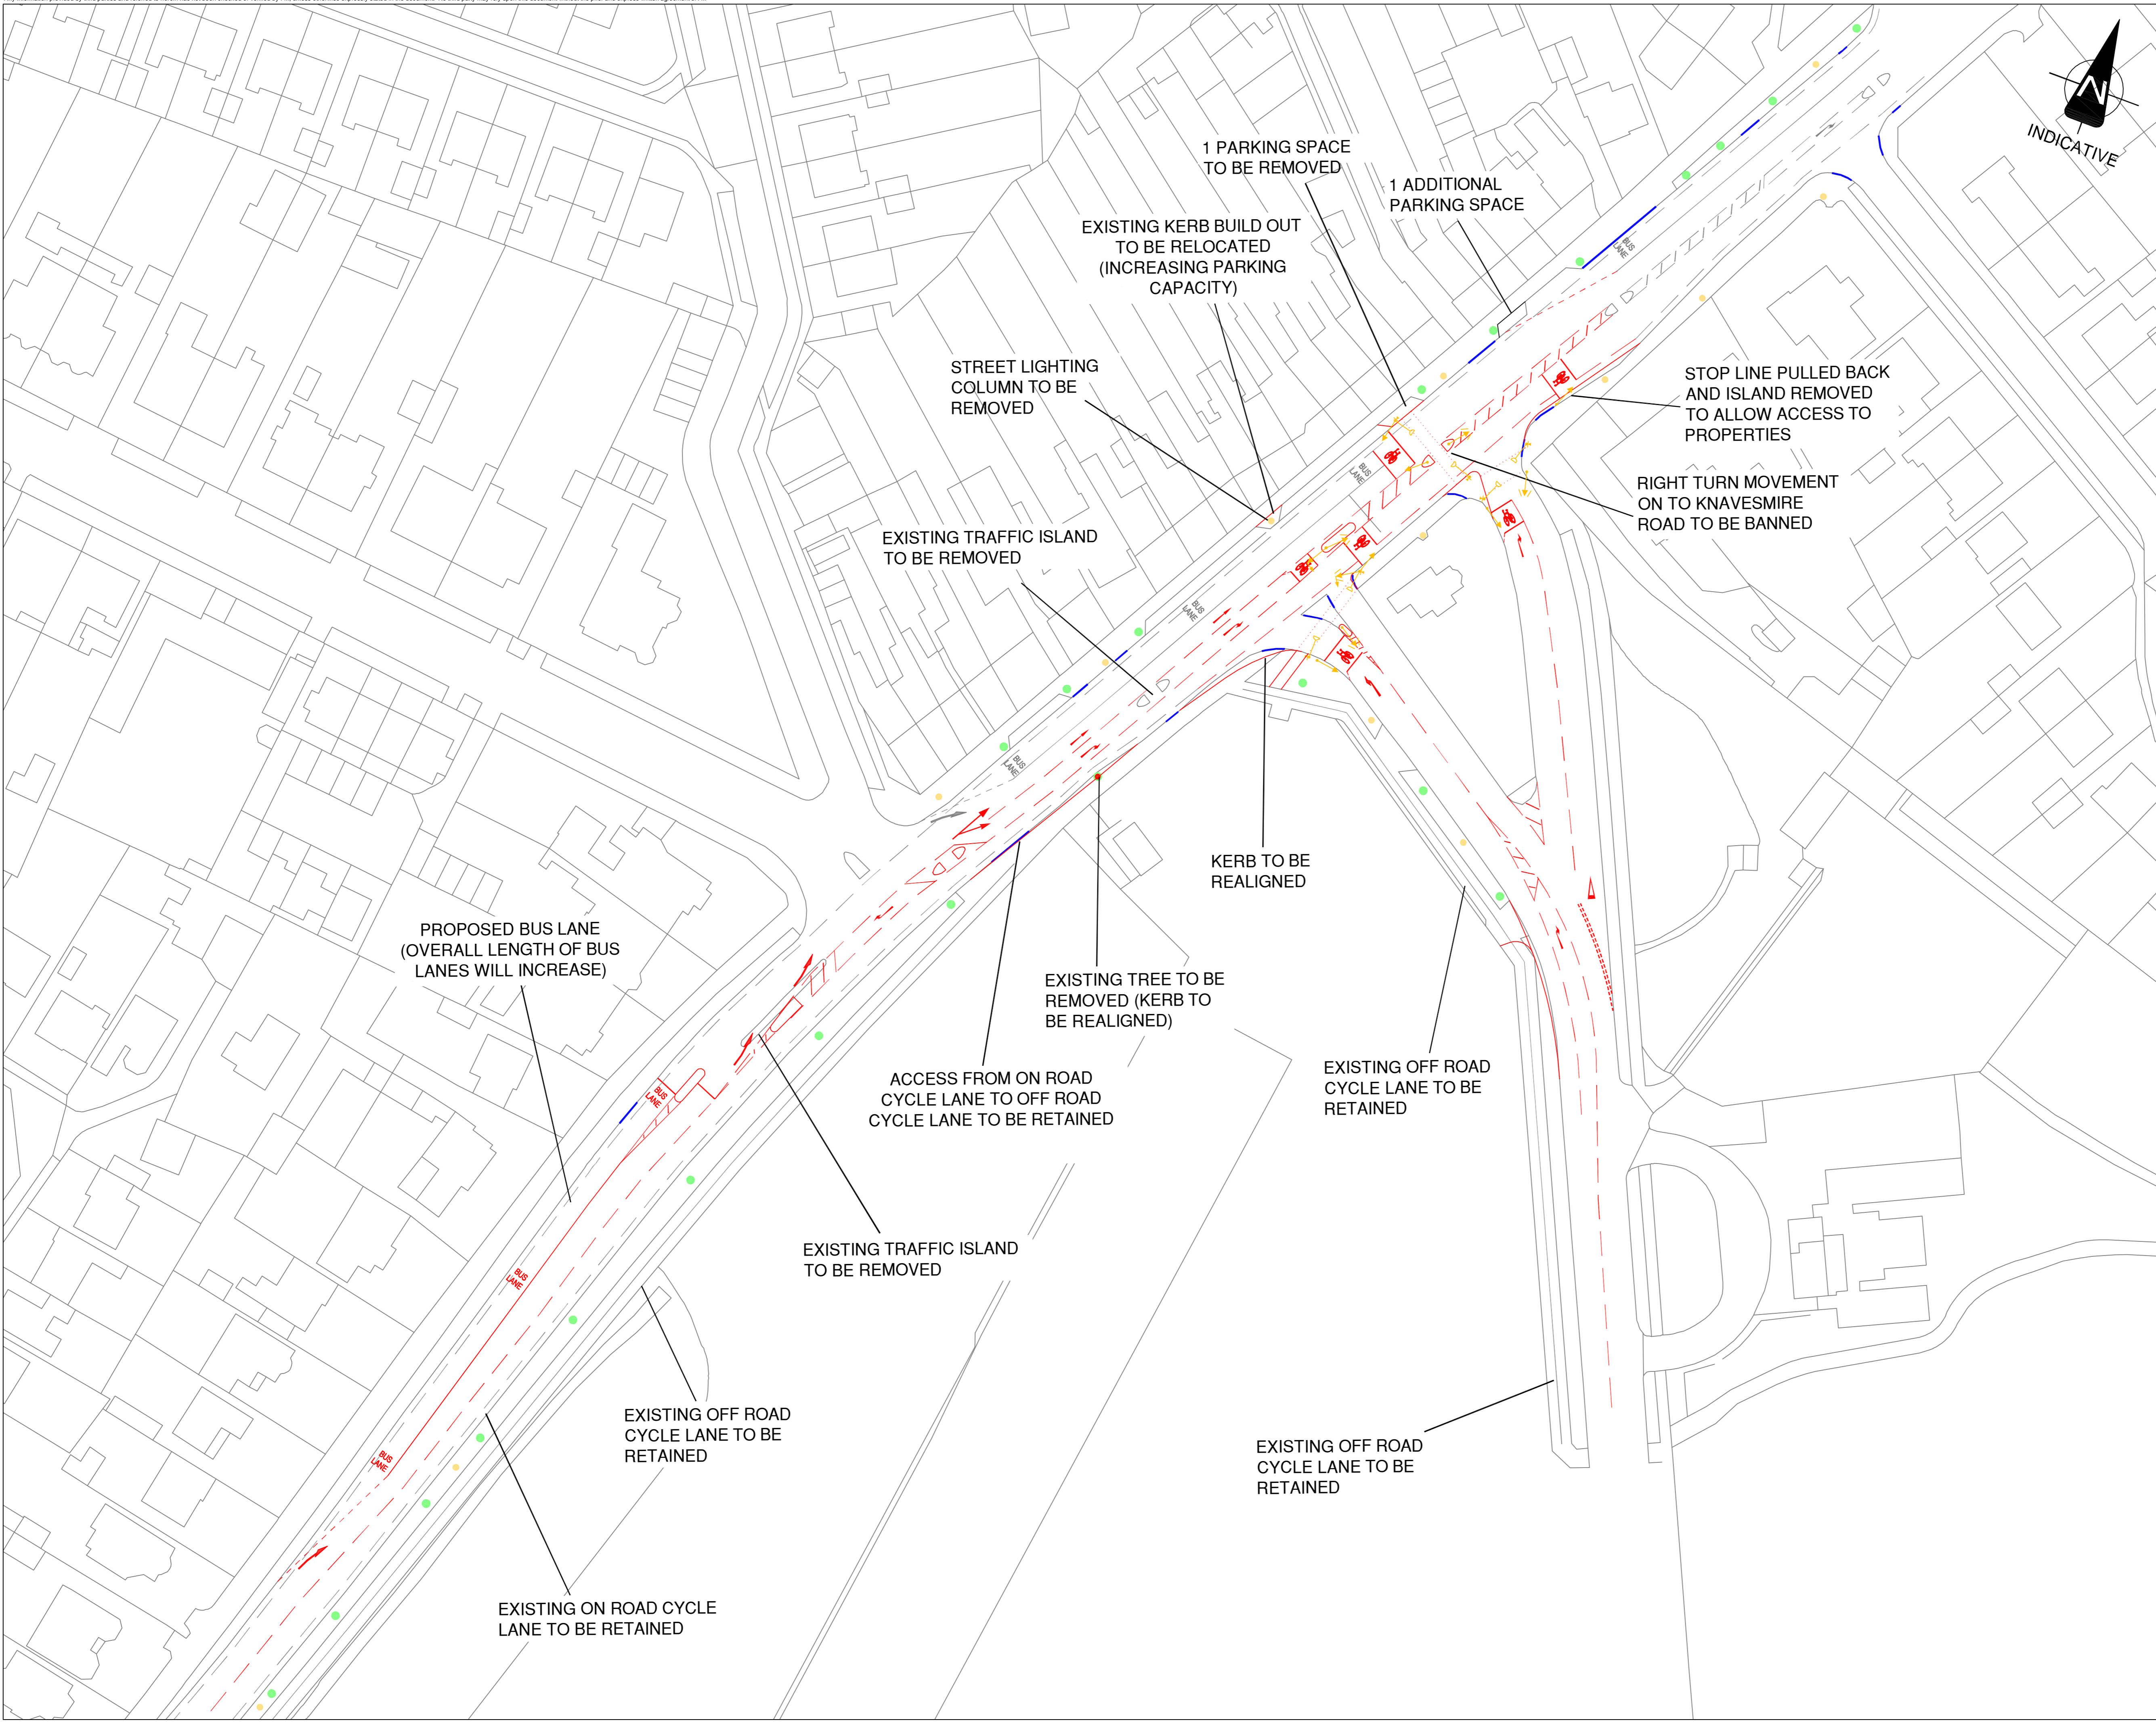 N
INDICATIVE
1 PARKING SPACE
TO BE REMOVED
1 ADDITIONAL
PARKING SPACE
EXISTING KERB BUILD OUT
TO BE RELOCATED
(INCREASING PARKING
CAPACITY)
BUS
LANE
STREET LIGHTING
COLUMN TO BE
REMOVED
STOP LINE PULLED BACK
AND ISLAND REMOVED
TO ALLOW ACCESS TO
PROPERTIES
BUS
LANE
RIGHT TURN MOVEMENT
ON TO KNAVESMIRE
ROAD TO BE BANNED
EXISTING TRAFFIC ISLAND
TO BE REMOVED
BUS
LANE
BUS
LANE
KERB TO BE
REALIGNED
PROPOSED BUS LANE
(OVERALL LENGTH OF BUS
LANES WILL INCREASE)
EXISTING TREE TO BE
REMOVED (KERB TO
BE REALIGNED)
ACCESS FROM ON ROAD
CYCLE LANE TO OFF ROAD
CYCLE LANE TO BE RETAINED
EXISTING OFF ROAD
CYCLE LANE TO BE
RETAINED
BUS
LANE
EXISTING TRAFFIC ISLAND
TO BE REMOVED
BUS
LANE
EXISTING OFF ROAD
CYCLE LANE TO BE
RETAINED
EXISTING OFF ROAD
CYCLE LANE TO BE
RETAINED
BUS
LANE
EXISTING ON ROAD CYCLE
LANE TO BE RETAINED